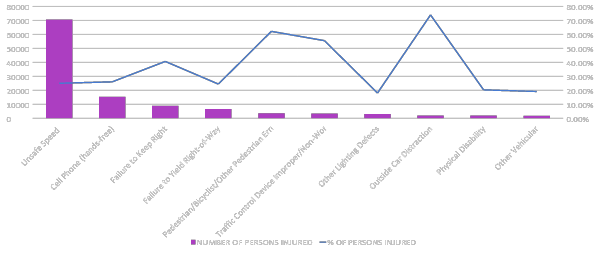 80000 80.00%
70000 70.00%
60000 60.00%
50000 50.00%
40000 40.00%
30000 30.00%
20000 20.00%
10000 10.00%
0 0.00%
Unsafe Speed
Cell Phone (hands-free)
Failure to Keep Right
Failure to Yield Right-of-Way
Pedestrian/Bicyclist/Other Pedestrian Err
Traffic Control Device Improper/Non-Wor
Other Lighting Defects
Outside Car Distraction
Physical Disability
Other Vehicular
NUMBER OF PERSONS INJURED % OF PERSONS INJURED